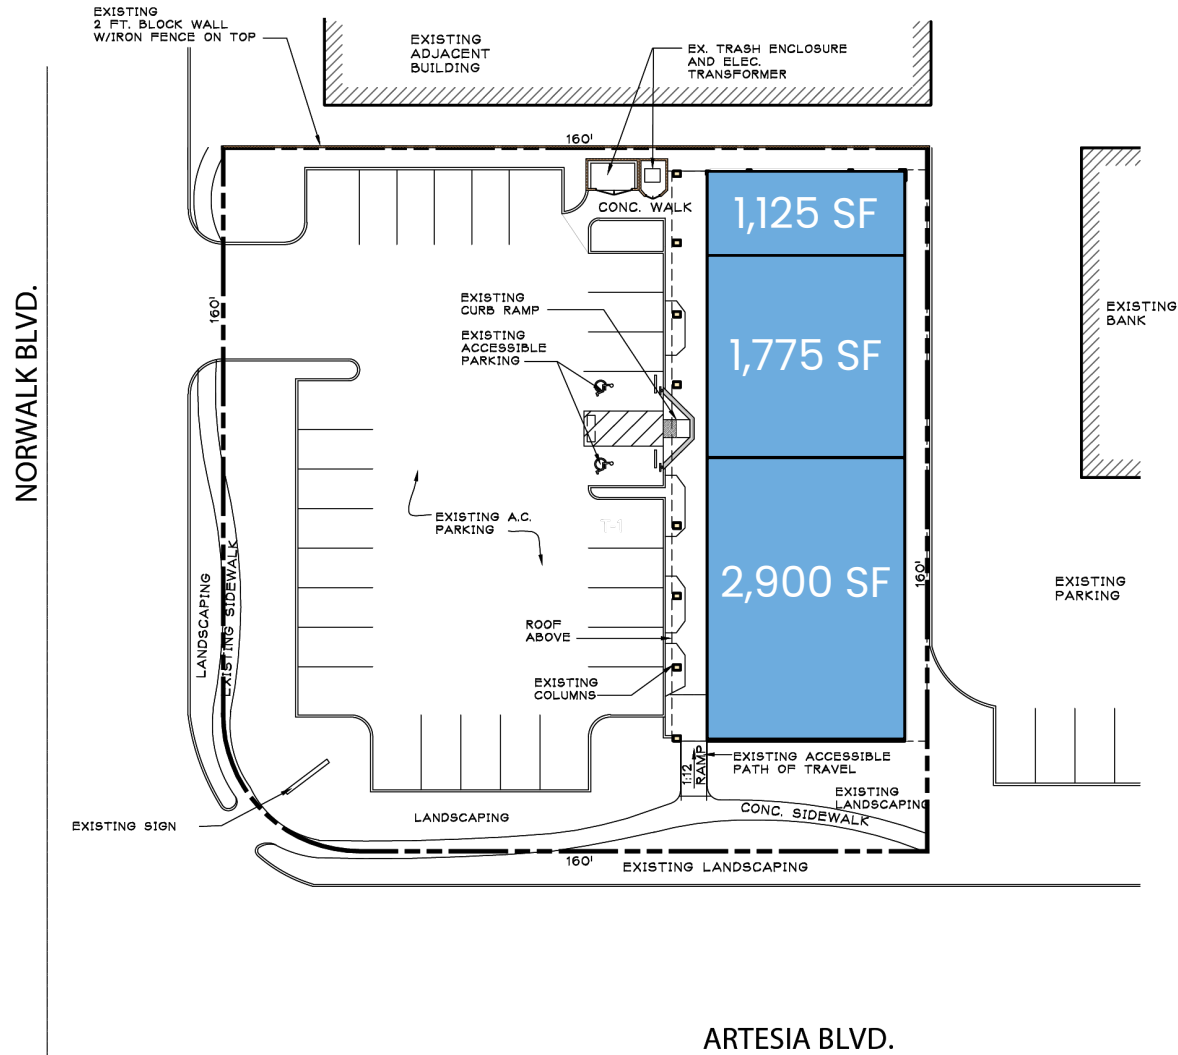 EXISTING
2 FT. BLOCK WALL
W/IRON FENCE ON TOP
EXISTING
ADJACENT
BUILDING
EX. TRASH ENCLOSURE
AND ELEC.
TRANSFORMER
160'
CONC. WALK
1,125 SF
160'
EXISTING
CURB RAMP
EXISTING
ACCESSIBLE
PARKING
1,775 SF
EXISTING
BANK
NORWALK BLVD.
EXISTING A.C.
PARKING
T-1
2,900 SF
160'
EXISTING
PARKING
LANDSCAPING
EXISTING SIDEWALK
ROOF
ABOVE
EXISTING
COLUMNS
1:12
RAMP
EXISTING ACCESSIBLE
PATH OF TRAVEL
EXISTING
LANDSCAPING
CONC. SIDEWALK
LANDSCAPING
EXISTING SIGN
160'
EXISTING LANDSCAPING
ARTESIA BLVD.